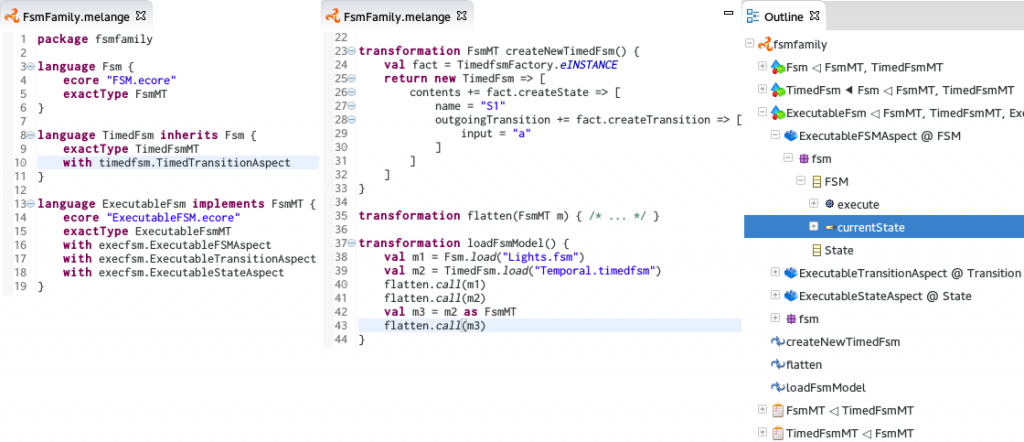 FsmFamily.melange
1 package fsmfamily
2
3 language Fsm {
4 ecore "FSM.ecore"
5 exactType FsmMT
6 }
7
8 language TimedFsm inherits Fsm {
9 exactType TimedFsmMT
10 with timedfsm.TimedTransitionAspect
11 }
12
13 language ExecutableFsm implements FsmMT {
14 ecore "ExecutableFSM.ecore"
15 exactType ExecutableFsmMT
16 with execfsm.ExecutableFSMAspect
17 with execfsm.ExecutableTransitionAspect
18 with execfsm.ExecutableStateAspect
19 }
FsmFamily.melange
22
23 transformation FsmMT createNewTimedFsm() {
24 val fact = TimedfsmFactory.eINSTANCE
25 return new TimedFsm => [
26 contents += fact.createState => [
27 name = "S1"
28 outgoingTransition += fact.createTransition => [
29 input = "a"
30 ]
31 ]
32 ]
33 }
34
35 transformation flatten(FsmMT m) { /* ... */ }
36
37 transformation loadFsmModel() {
38 val m1 = Fsm.load("Lights.fsm")
39 val m2 = TimedFsm.load("Temporal.timedfsm")
40 flatten.call(m1)
41 flatten.call(m2)
42 val m3 = m2 as FsmMT
43 flatten.call(m3)
44 }
Outline
fsmfamily
Fsm ◁ FsmMT, TimedFsmMT
TimedFsm ◀ Fsm ◁ FsmMT, TimedFsmMT
ExecutableFsm ◁ FsmMT, TimedFsmMT, Exe
ExecutableFSMAspect @ FSM
fsm
FSM
execute
currentState
State
ExecutableTransitionAspect @ Transition
ExecutableStateAspect @ State
fsm
createNewTimedFsm
flatten
loadFsmModel
FsmMT ◁ TimedFsmMT
TimedFsmMT ◁ FsmMT